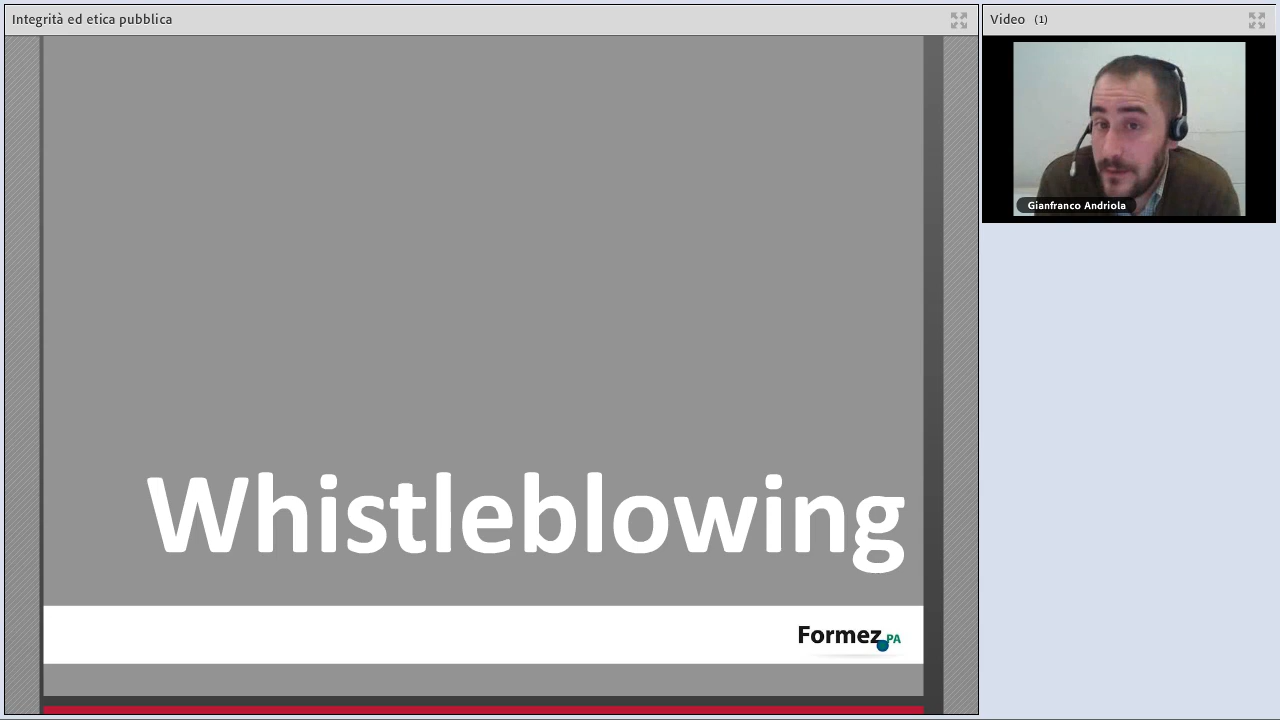 Integrità ed etica pubblica
Video (1)
Gianfranco Andriola
Whistleblowing
Formez PA